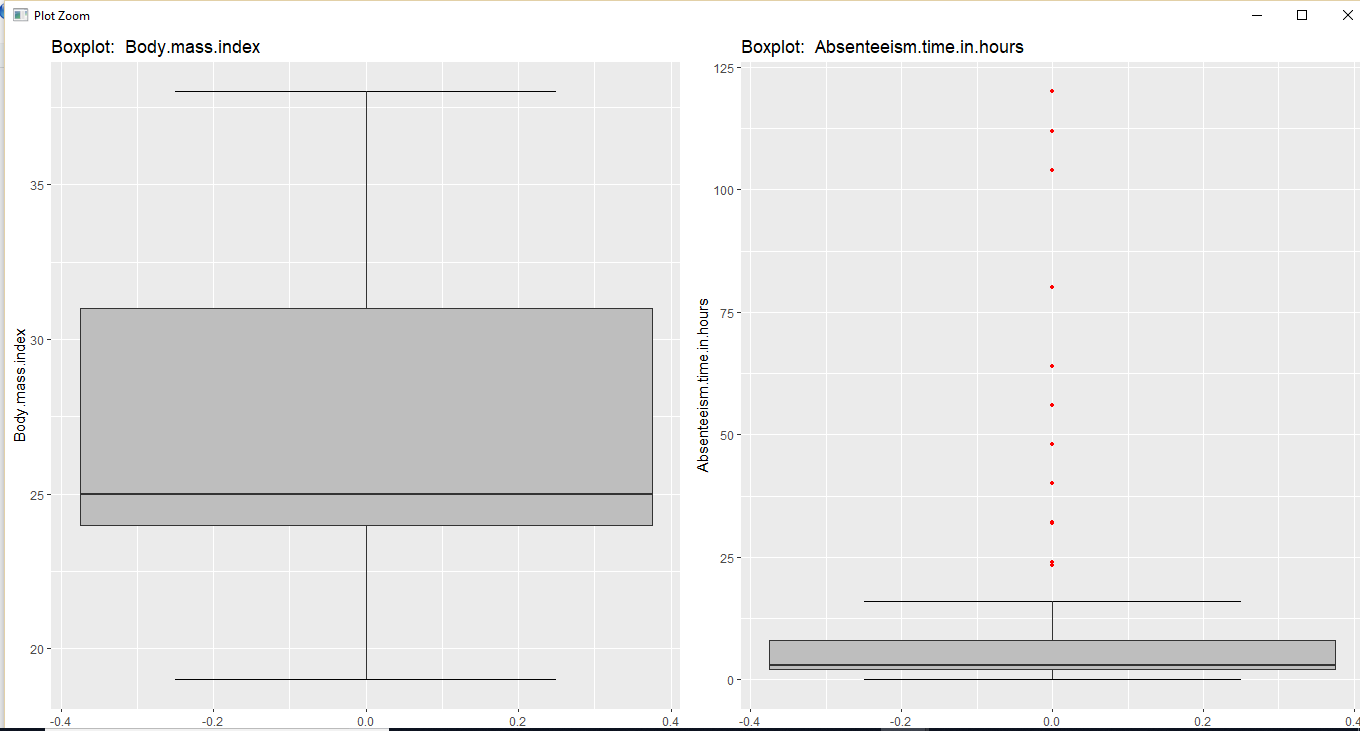 Plot Zoom
Boxplot:  Body.mass.index
Body.mass.index
35
30
25
20
-0.4 -0.2 0.0 0.2 0.4
Boxplot:  Absenteeism.time.in.hours
Absenteeism.time.in.hours
125
100
75
50
25
0
-0.4 -0.2 0.0 0.2 0.4